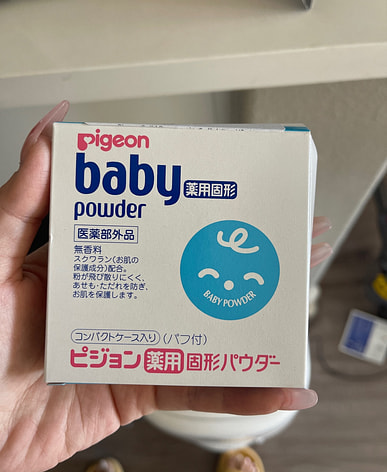 pigeon
baby 薬用固形
powder
医薬部外品
無香料
スクワラン(お肌の
保護成分)配合。
粉が飛び散りにくく、
あせも・ただれを防ぎ、
お肌を保護します。
BABY POWDER
コンパクトケース入り (パフ付)
ピジョン 薬用 固形パウダー